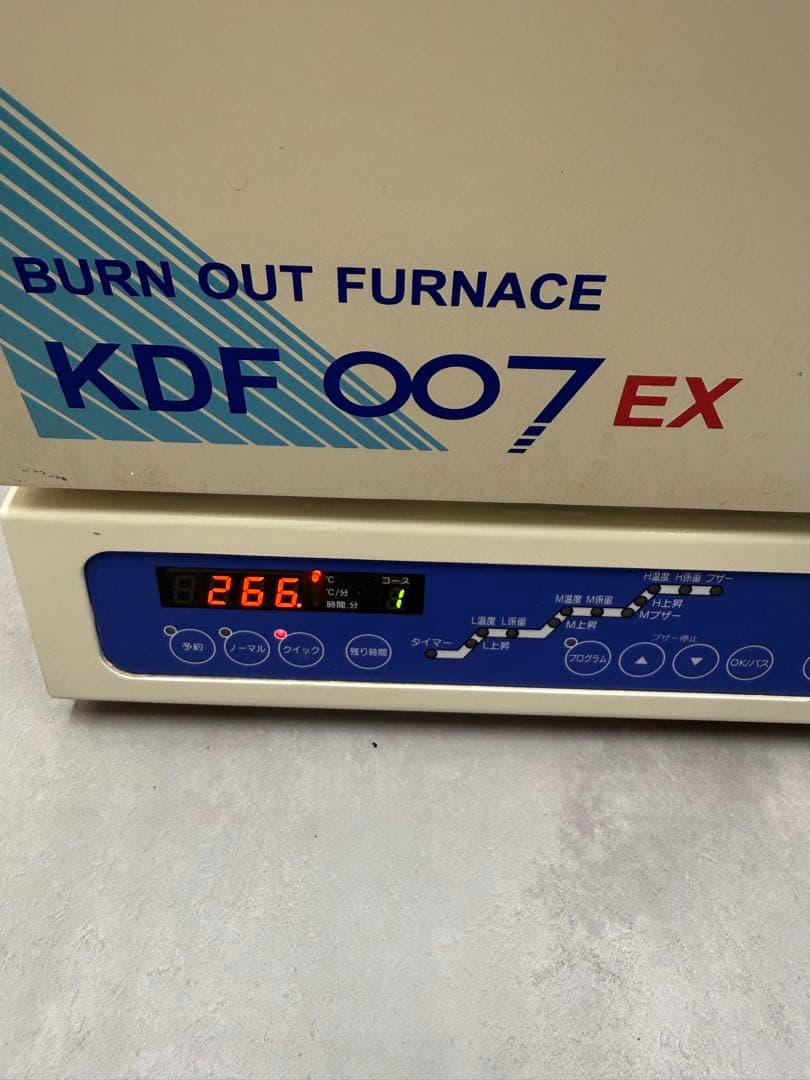 BURN OUT FURNACE
KDF 007 EX
266.
℃
℃/分
時間.分
コース
1
予約
ノーマル
クイック
残り時間
タイマー
L温度 L保留
L上昇
M温度 M保留
M上昇
Mブザー
H温度 H保留 ブザー
H上昇
ブザー停止
プログラム
▲
▼
OK/パス